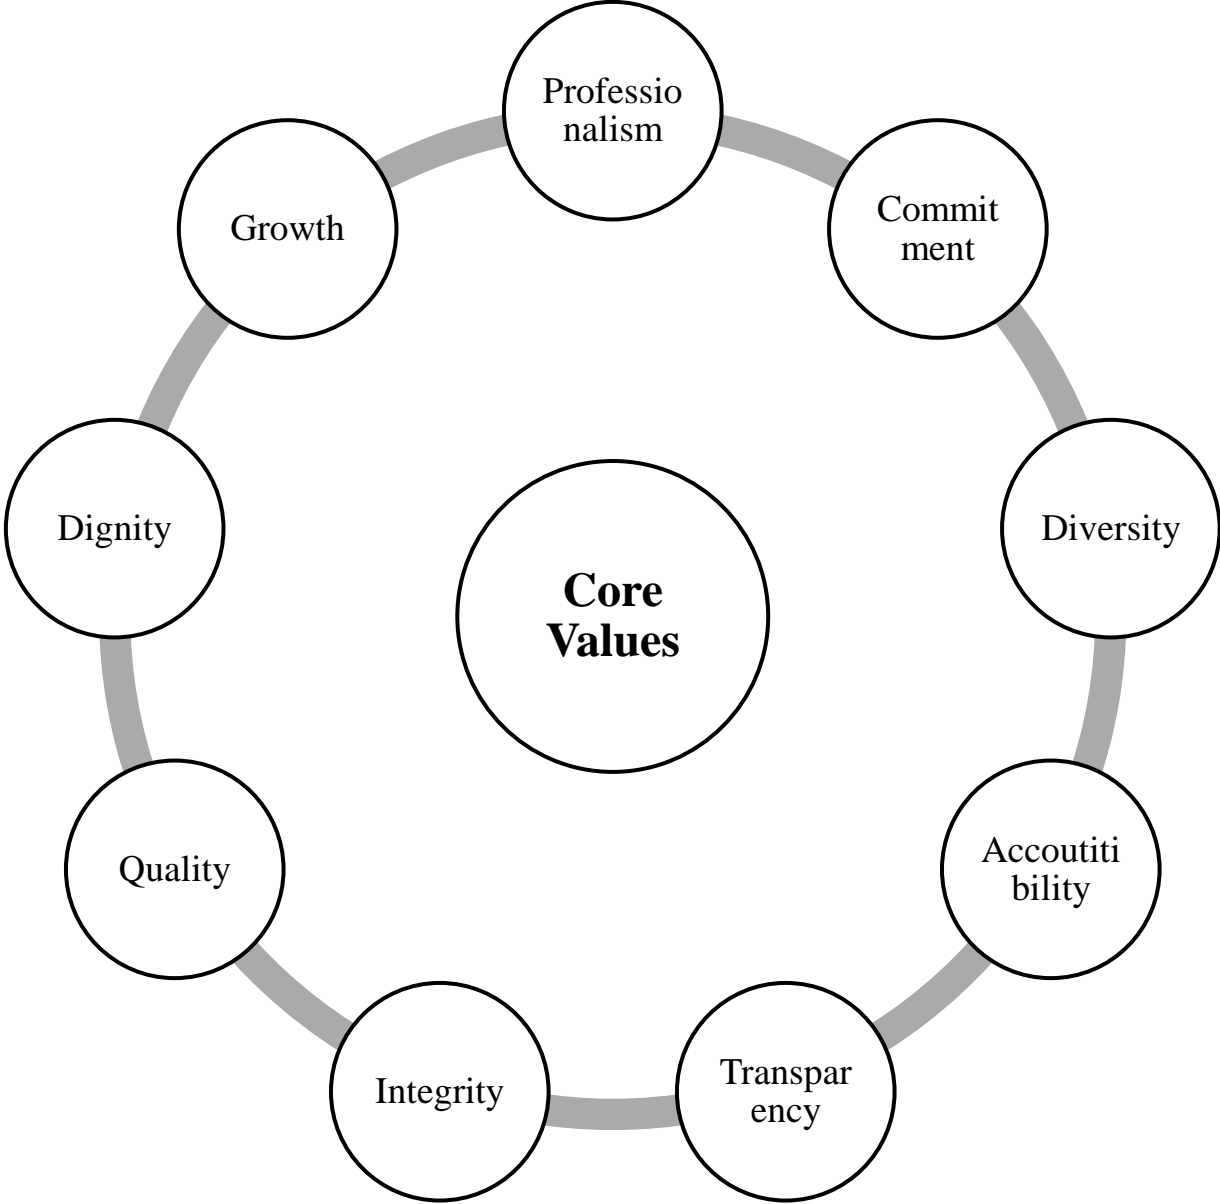 Professio
nalism
Commit
ment
Diversity
Accoutiti
bility
Transpar
ency
Integrity
Quality
Dignity
Growth
Core
Values